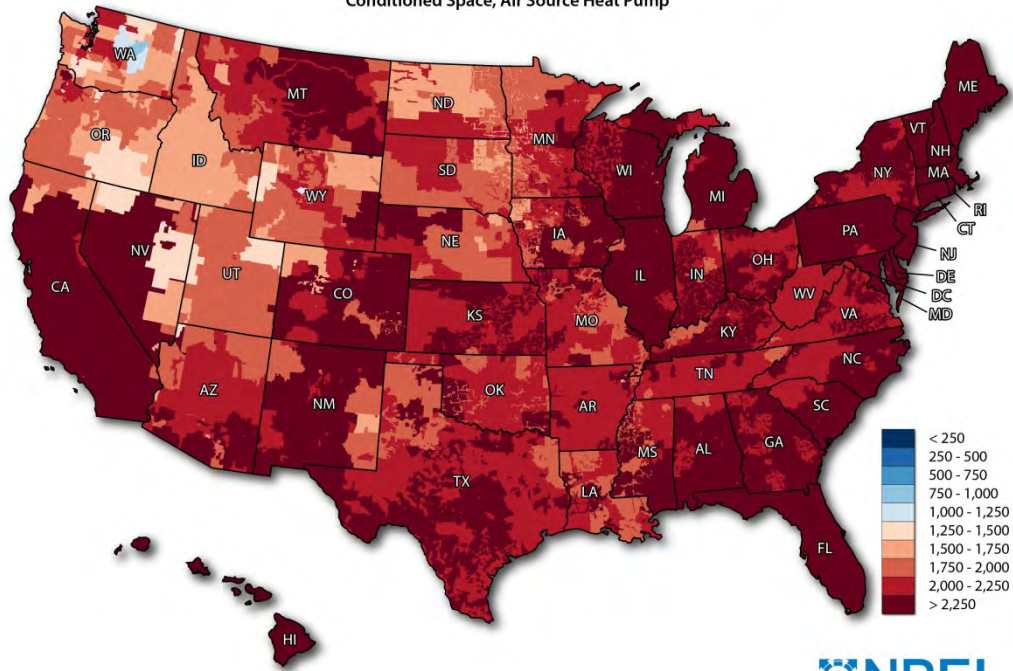 Conditioned Space, Air Source Heat Pump
WA
MT
ND
MN
ME
OR
ID
WY
SD
WI
MI
VT
NH
NY
MA
RI
CT
NV
UT
CO
NE
IA
IL
IN
OH
PA
NJ
DE
DC
MD
CA
KS
MO
KY
WV
VA
AZ
NM
OK
AR
TN
NC
SC
TX
LA
MS
AL
GA
FL
HI
< 250
250 - 500
500 - 750
750 - 1,000
1,000 - 1,250
1,250 - 1,500
1,500 - 1,750
1,750 - 2,000
2,000 - 2,250
> 2,250
NREL